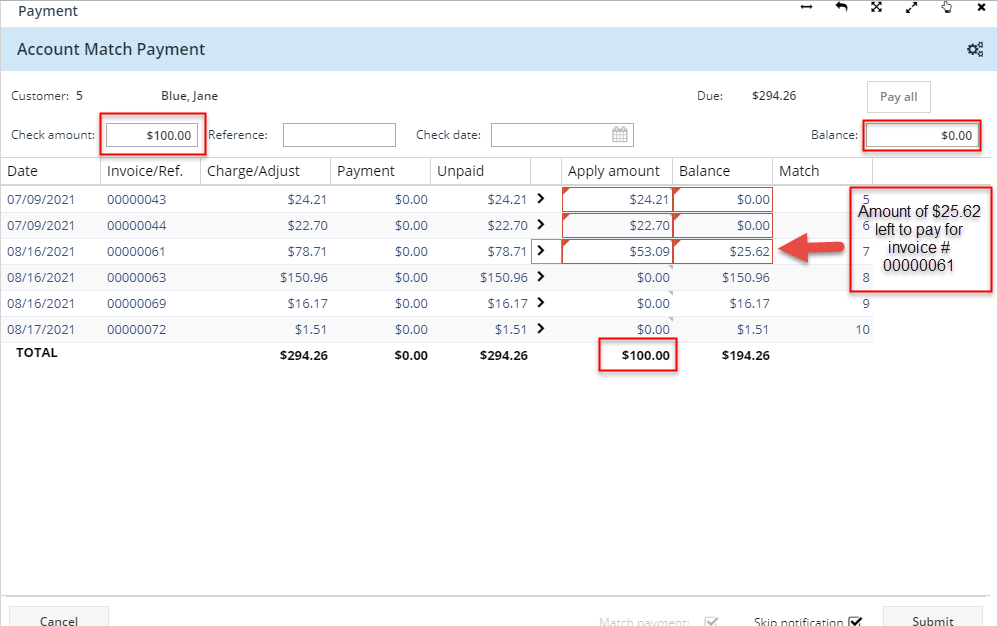 Payment
Account Match Payment
Customer: 5 Blue, Jane Due: $294.26 Pay all
Check amount: $100.00 Reference: Check date: Balance: $0.00
Date Invoice/Ref. Charge/Adjust Payment Unpaid Apply amount Balance Match
07/09/2021 00000043 $24.21 $0.00 $24.21 $24.21 $0.00 5
07/09/2021 00000044 $22.70 $0.00 $22.70 $22.70 $0.00 6
08/16/2021 00000061 $78.71 $0.00 $78.71 $53.09 $25.62 7
08/16/2021 00000063 $150.96 $0.00 $150.96 $0.00 $150.96 8
08/16/2021 00000069 $16.17 $0.00 $16.17 $0.00 $16.17 9
08/17/2021 00000072 $1.51 $0.00 $1.51 $0.00 $1.51 10
TOTAL $294.26 $0.00 $294.26 $100.00 $194.26
Amount of $25.62
left to pay for
invoice #
00000061
Cancel Match payment: Skip notification Submit